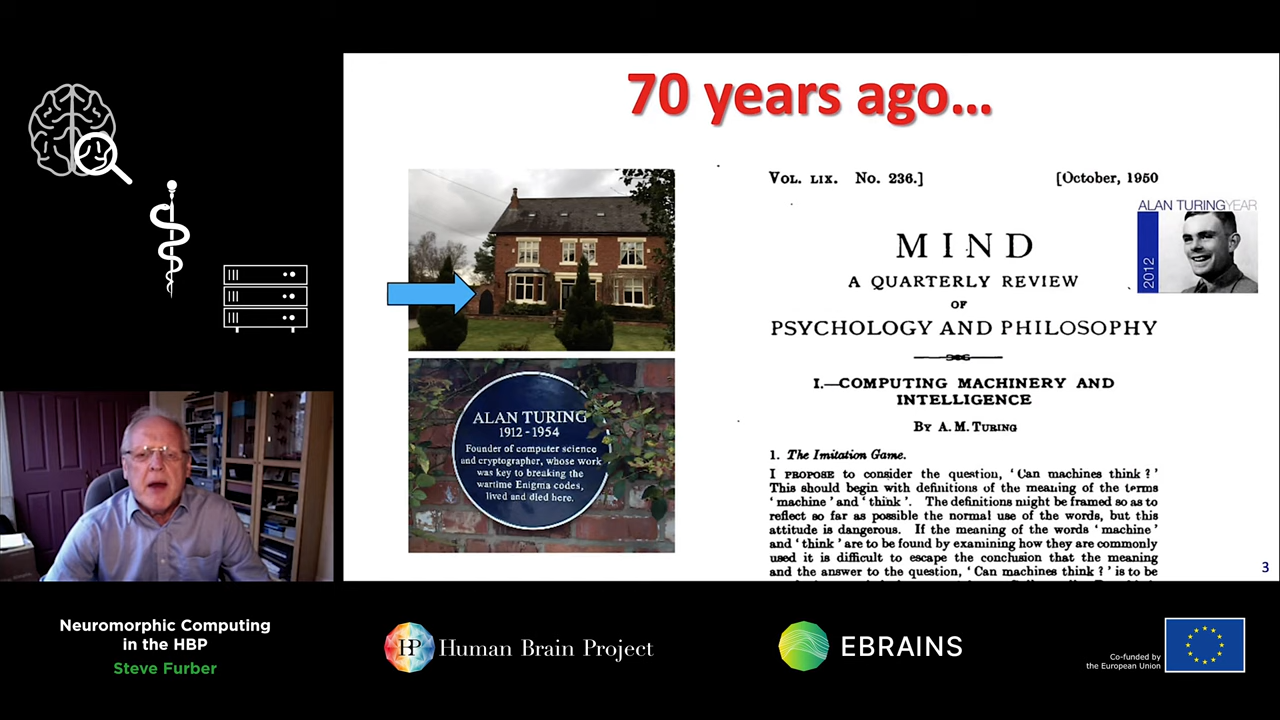 70 years ago...
VOL. LIX. No. 236.]
[October, 1950
ALAN TURINGYEAR
2012
MIND
A QUARTERLY REVIEW
OF
PSYCHOLOGY AND PHILOSOPHY
I.—COMPUTING MACHINERY AND
INTELLIGENCE
BY A. M. TURING
1. The Imitation Game.
I PROPOSE to consider the question, ' Can machines think ? '
This should begin with definitions of the meaning of the terms
' machine ' and ' think '. The definitions might be framed so as to
reflect so far as possible the normal use of the words, but this
attitude is dangerous. If the meaning of the words ' machine '
and ' think ' are to be found by examining how they are commonly
used it is difficult to escape the conclusion that the meaning
and the answer to the question, ' Can machines think ? ' is to be
ALAN TURING
1912 - 1954
Founder of computer science
and cryptographer, whose work
was key to breaking the
wartime Enigma codes,
lived and died here.
3
Neuromorphic Computing
in the HBP
Steve Furber
HBP
Human Brain Project
EBRAINS
Co-funded by
the European Union